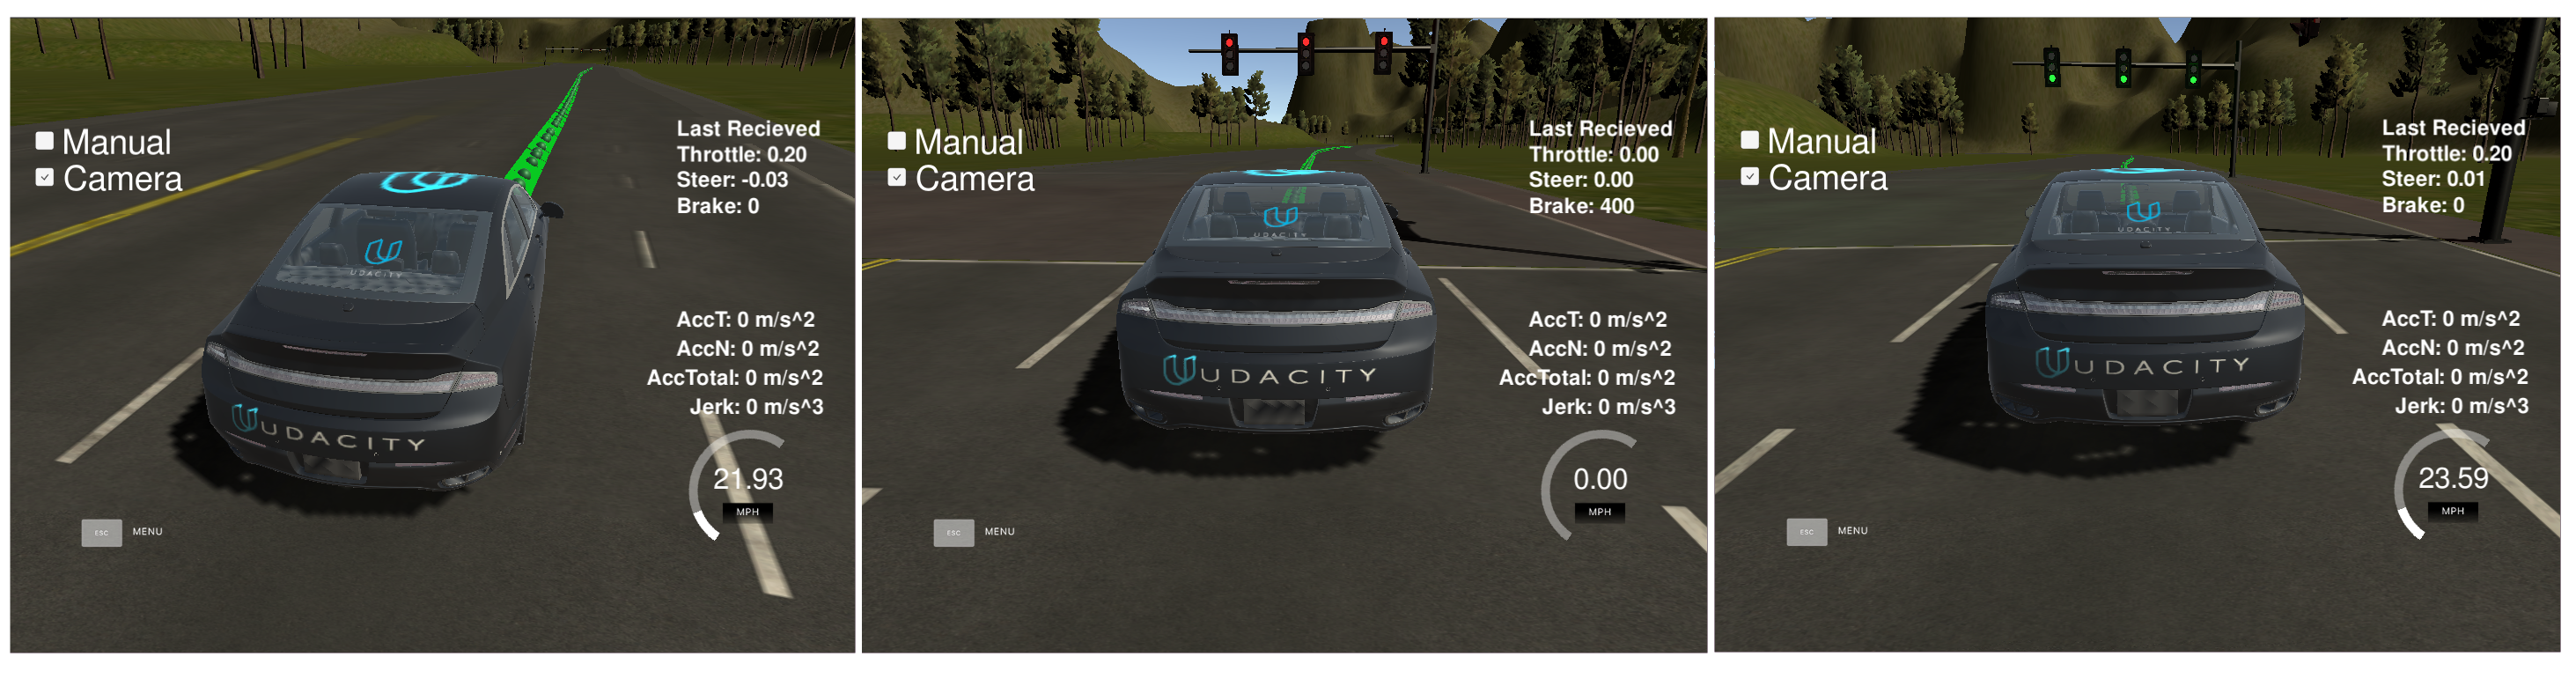 Manual
Camera
Last Recieved
Throttle: 0.20
Steer: -0.03
Brake: 0
UDACITY
AccT: 0 m/s^2
AccN: 0 m/s^2
AccTotal: 0 m/s^2
Jerk: 0 m/s^3
UDACITY
21.93
MPH
ESC MENU
Manual
Camera
Last Recieved
Throttle: 0.00
Steer: 0.00
Brake: 400
UDACITY
AccT: 0 m/s^2
AccN: 0 m/s^2
AccTotal: 0 m/s^2
Jerk: 0 m/s^3
UDACITY
0.00
MPH
ESC MENU
Manual
Camera
Last Recieved
Throttle: 0.20
Steer: 0.01
Brake: 0
UDACITY
AccT: 0 m/s^2
AccN: 0 m/s^2
AccTotal: 0 m/s^2
Jerk: 0 m/s^3
UDACITY
23.59
MPH
ESC MENU